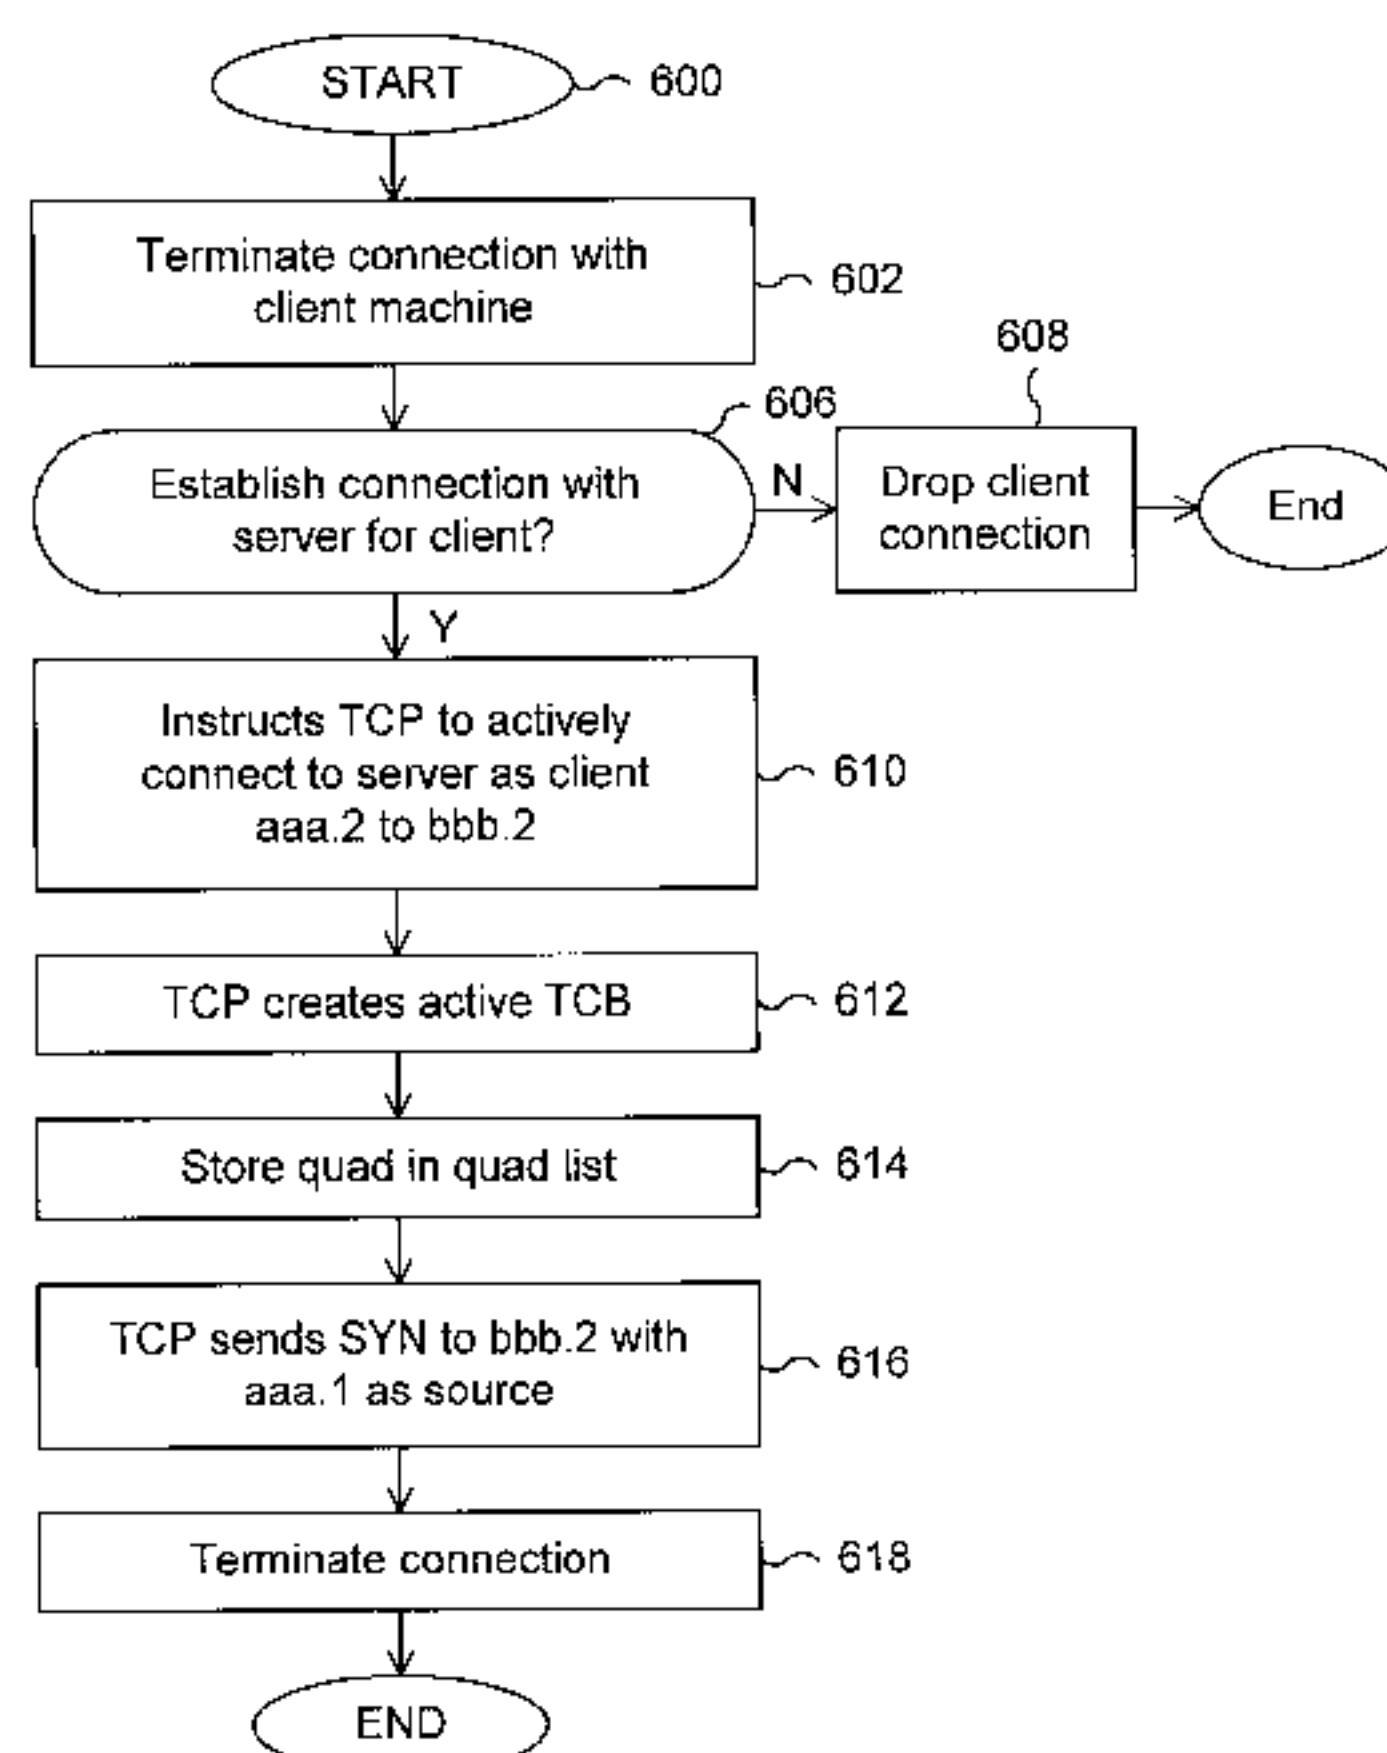 START
600
Terminate connection with
client machine
602
608
606
Establish connection with
server for client?
N
Drop client
connection
End
Y
Instructs TCP to actively
connect to server as client
aaa.2 to bbb.2
610
TCP creates active TCB
612
Store quad in quad list
614
TCP sends SYN to bbb.2 with
aaa.1 as source
616
Terminate connection
618
END